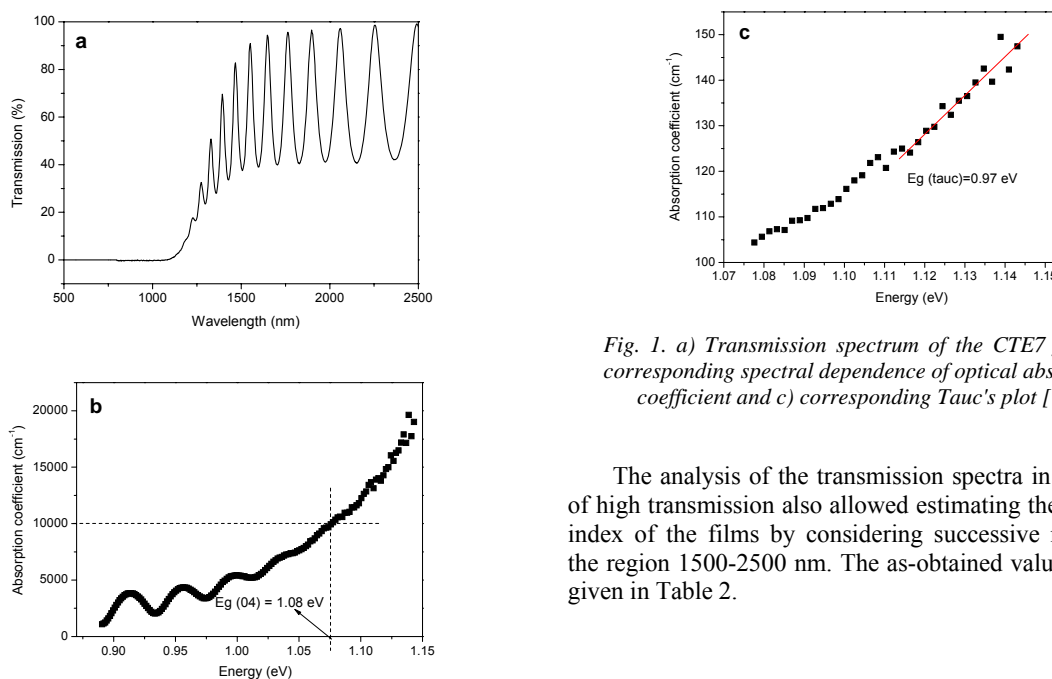 a
100
80
60
40
20
0
Transmission (%)
500 1000 1500 2000 2500
Wavelength (nm)
b
20000
15000
10000
5000
0
Absorption coefficient (cm⁻¹)
Eg (04) = 1.08 eV
0.90 0.95 1.00 1.05 1.10 1.15
Energy (eV)
c
150
140
130
120
110
100
Absorption coefficient (cm⁻¹)
Eg (tauc)=0.97 eV
1.07 1.08 1.09 1.10 1.11 1.12 1.13 1.14 1.15
Energy (eV)
Fig. 1. a) Transmission spectrum of the CTE7
corresponding spectral dependence of optical abs
coefficient and c) corresponding Tauc's plot [
The analysis of the transmission spectra in
of high transmission also allowed estimating the
index of the films by considering successive
the region 1500-2500 nm. The as-obtained valu
given in Table 2.